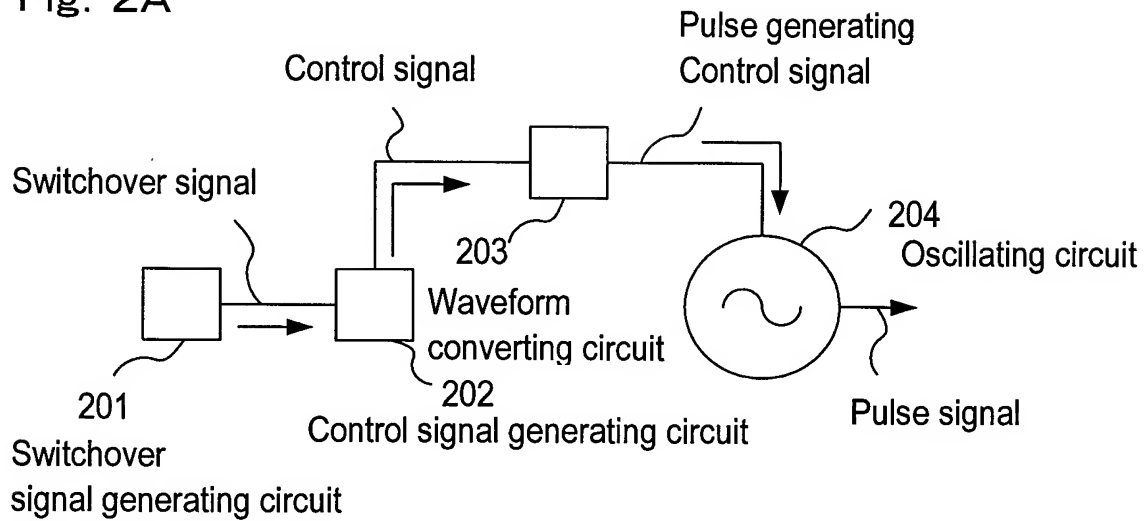 Fig. 2A
Pulse generating
Control signal
Control signal
Switchover signal
203
204
Oscillating circuit
Waveform
converting circuit
201
202
Pulse signal
Control signal generating circuit
Switchover
signal generating circuit